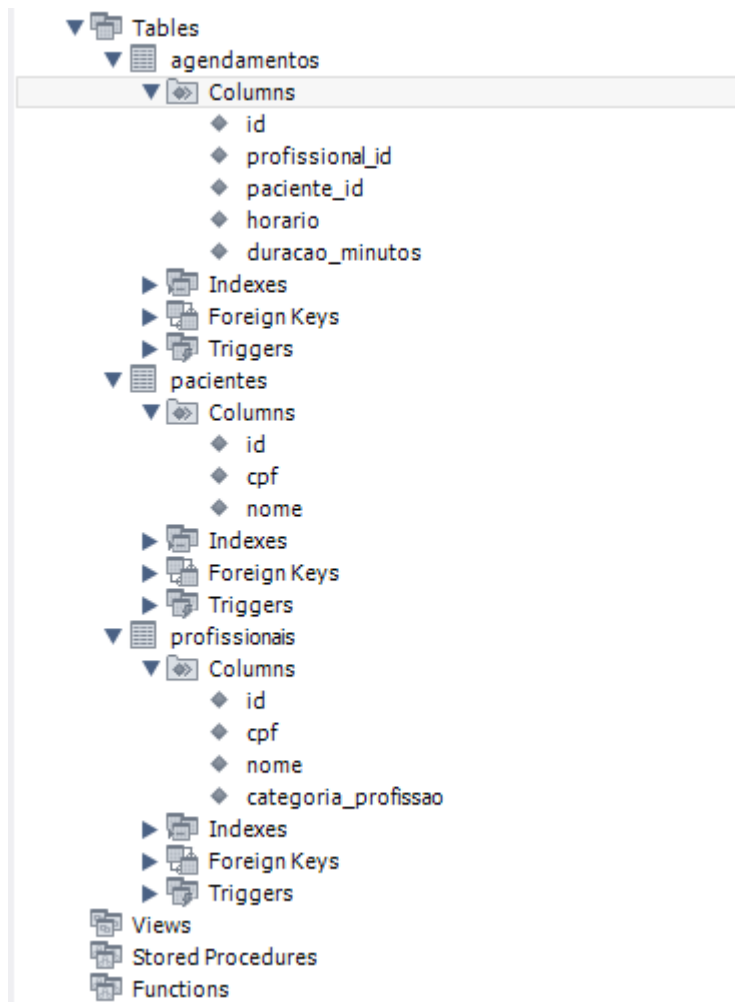 Tables
agendamentos
Columns
id
profissional_id
paciente_id
horario
duracao_minutos
Indexes
Foreign Keys
Triggers
pacientes
Columns
id
cpf
nome
Indexes
Foreign Keys
Triggers
profissionais
Columns
id
cpf
nome
categoria_profissao
Indexes
Foreign Keys
Triggers
Views
Stored Procedures
Functions